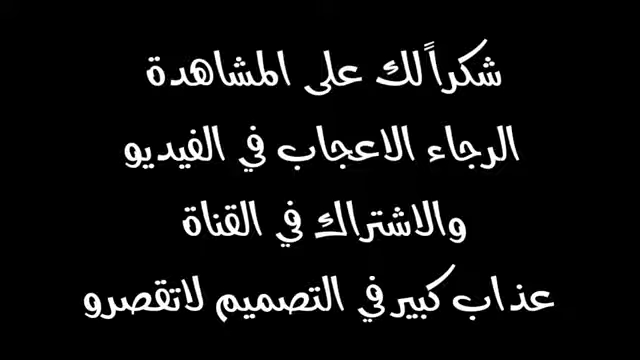 شكراً لك على المشاهدة
الرجاء الاعجاب في الفيديو
والاشتراك في القناة
عذاب كبير في التصميم لاتقصرو